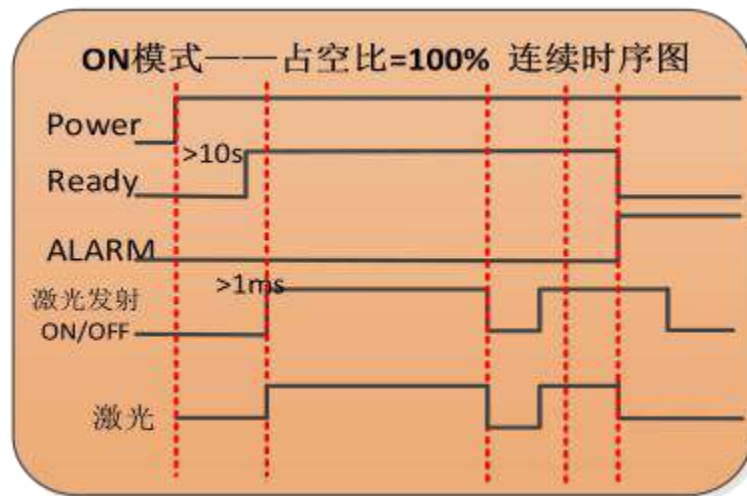 ON模式——占空比=100% 连续时序图
Power
>10s
Ready
ALARM
>1ms
激光发射
ON/OFF
激光